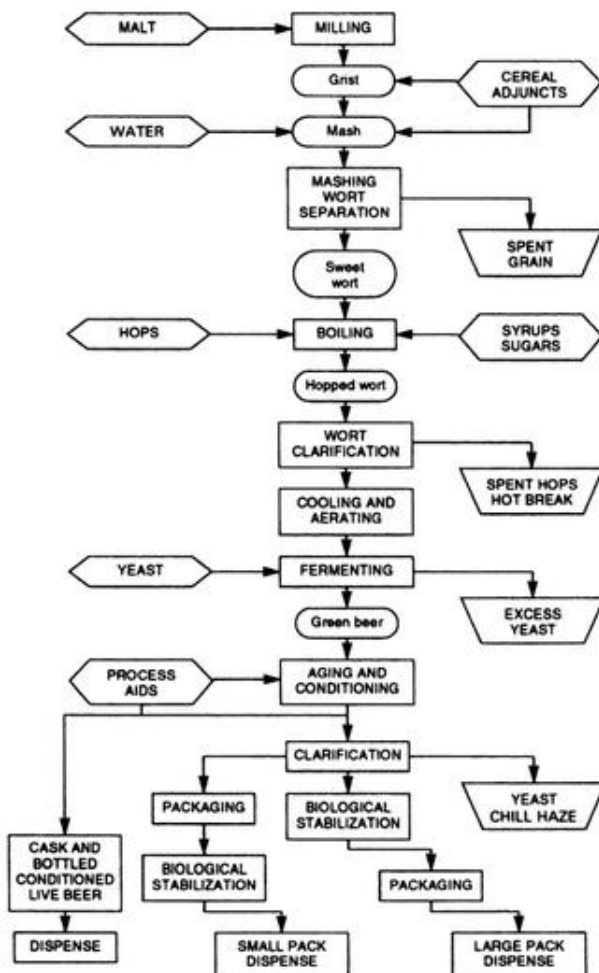 MALT
MILLING
Grist
CEREAL
ADJUNCTS
WATER
Mash
MASHING
WORT
SEPARATION
SPENT
GRAIN
Sweet
wort
HOPS
BOILING
SYRUPS
SUGARS
Hopped wort
WORT
CLARIFICATION
SPENT HOPS
HOT BREAK
COOLING AND
AERATING
YEAST
FERMENTING
EXCESS
YEAST
Green beer
PROCESS
AIDS
AGING AND
CONDITIONING
CLARIFICATION
YEAST
CHILL HAZE
PACKAGING
BIOLOGICAL
STABILIZATION
CASK AND
BOTTLED
CONDITIONED
LIVE BEER
BIOLOGICAL
STABILIZATION
PACKAGING
DISPENSE
SMALL PACK
DISPENSE
LARGE PACK
DISPENSE